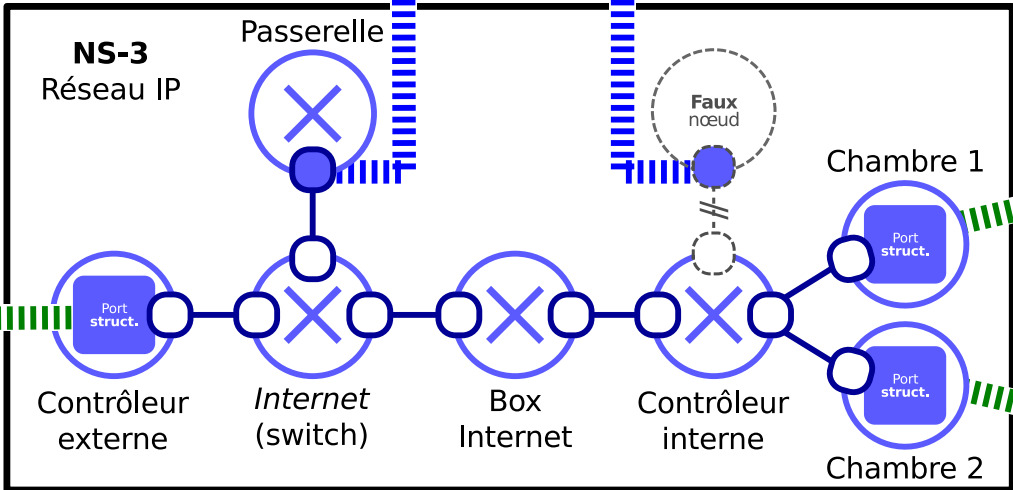 NS-3
Réseau IP
Passerelle
Faux
nœud
Chambre 1
Port
struct.
Port
struct.
Contrôleur
externe
Internet
(switch)
Box
Internet
Contrôleur
interne
Port
struct.
Chambre 2